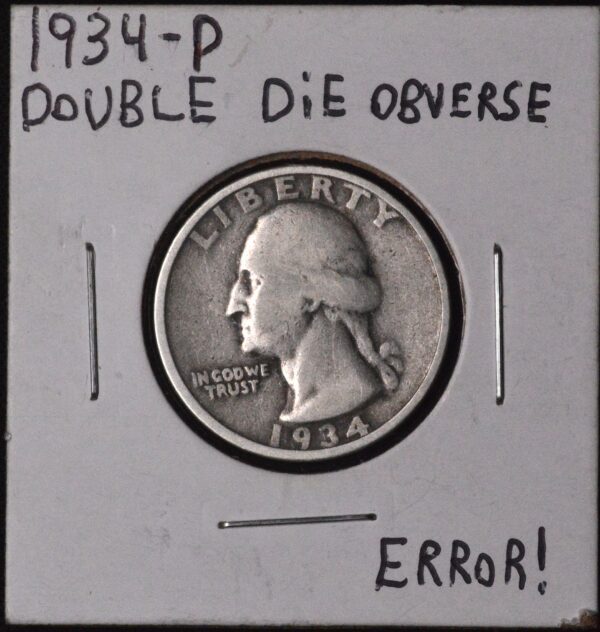 1934-P
DOUBLE DiE OBVERSE
LIBERTY
IN GOD WE
TRUST
1934
ERROR!